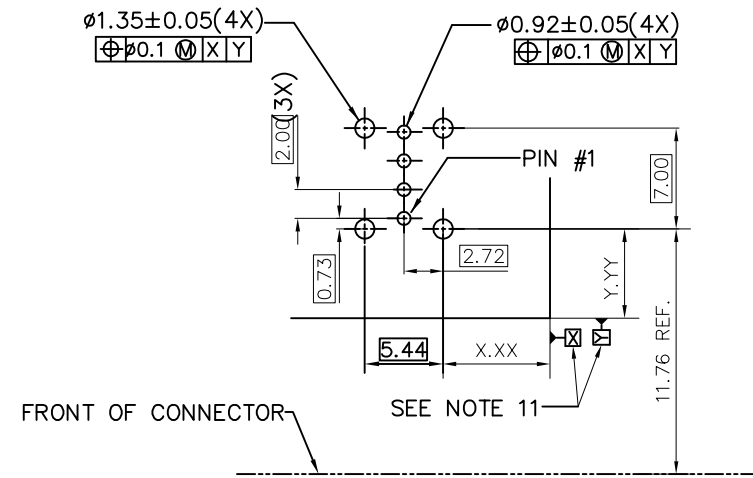 ø1.35±0.05(4X)
⌖ ø0.1 Ⓜ X Y
ø0.92±0.05(4X)
⌖ ø0.1 Ⓜ X Y
2.00(3X)
PIN #1
7.00
2.72
0.73
Y.YY
11.76 REF.
5.44
X.XX
X
Y
SEE NOTE 11
FRONT OF CONNECTOR